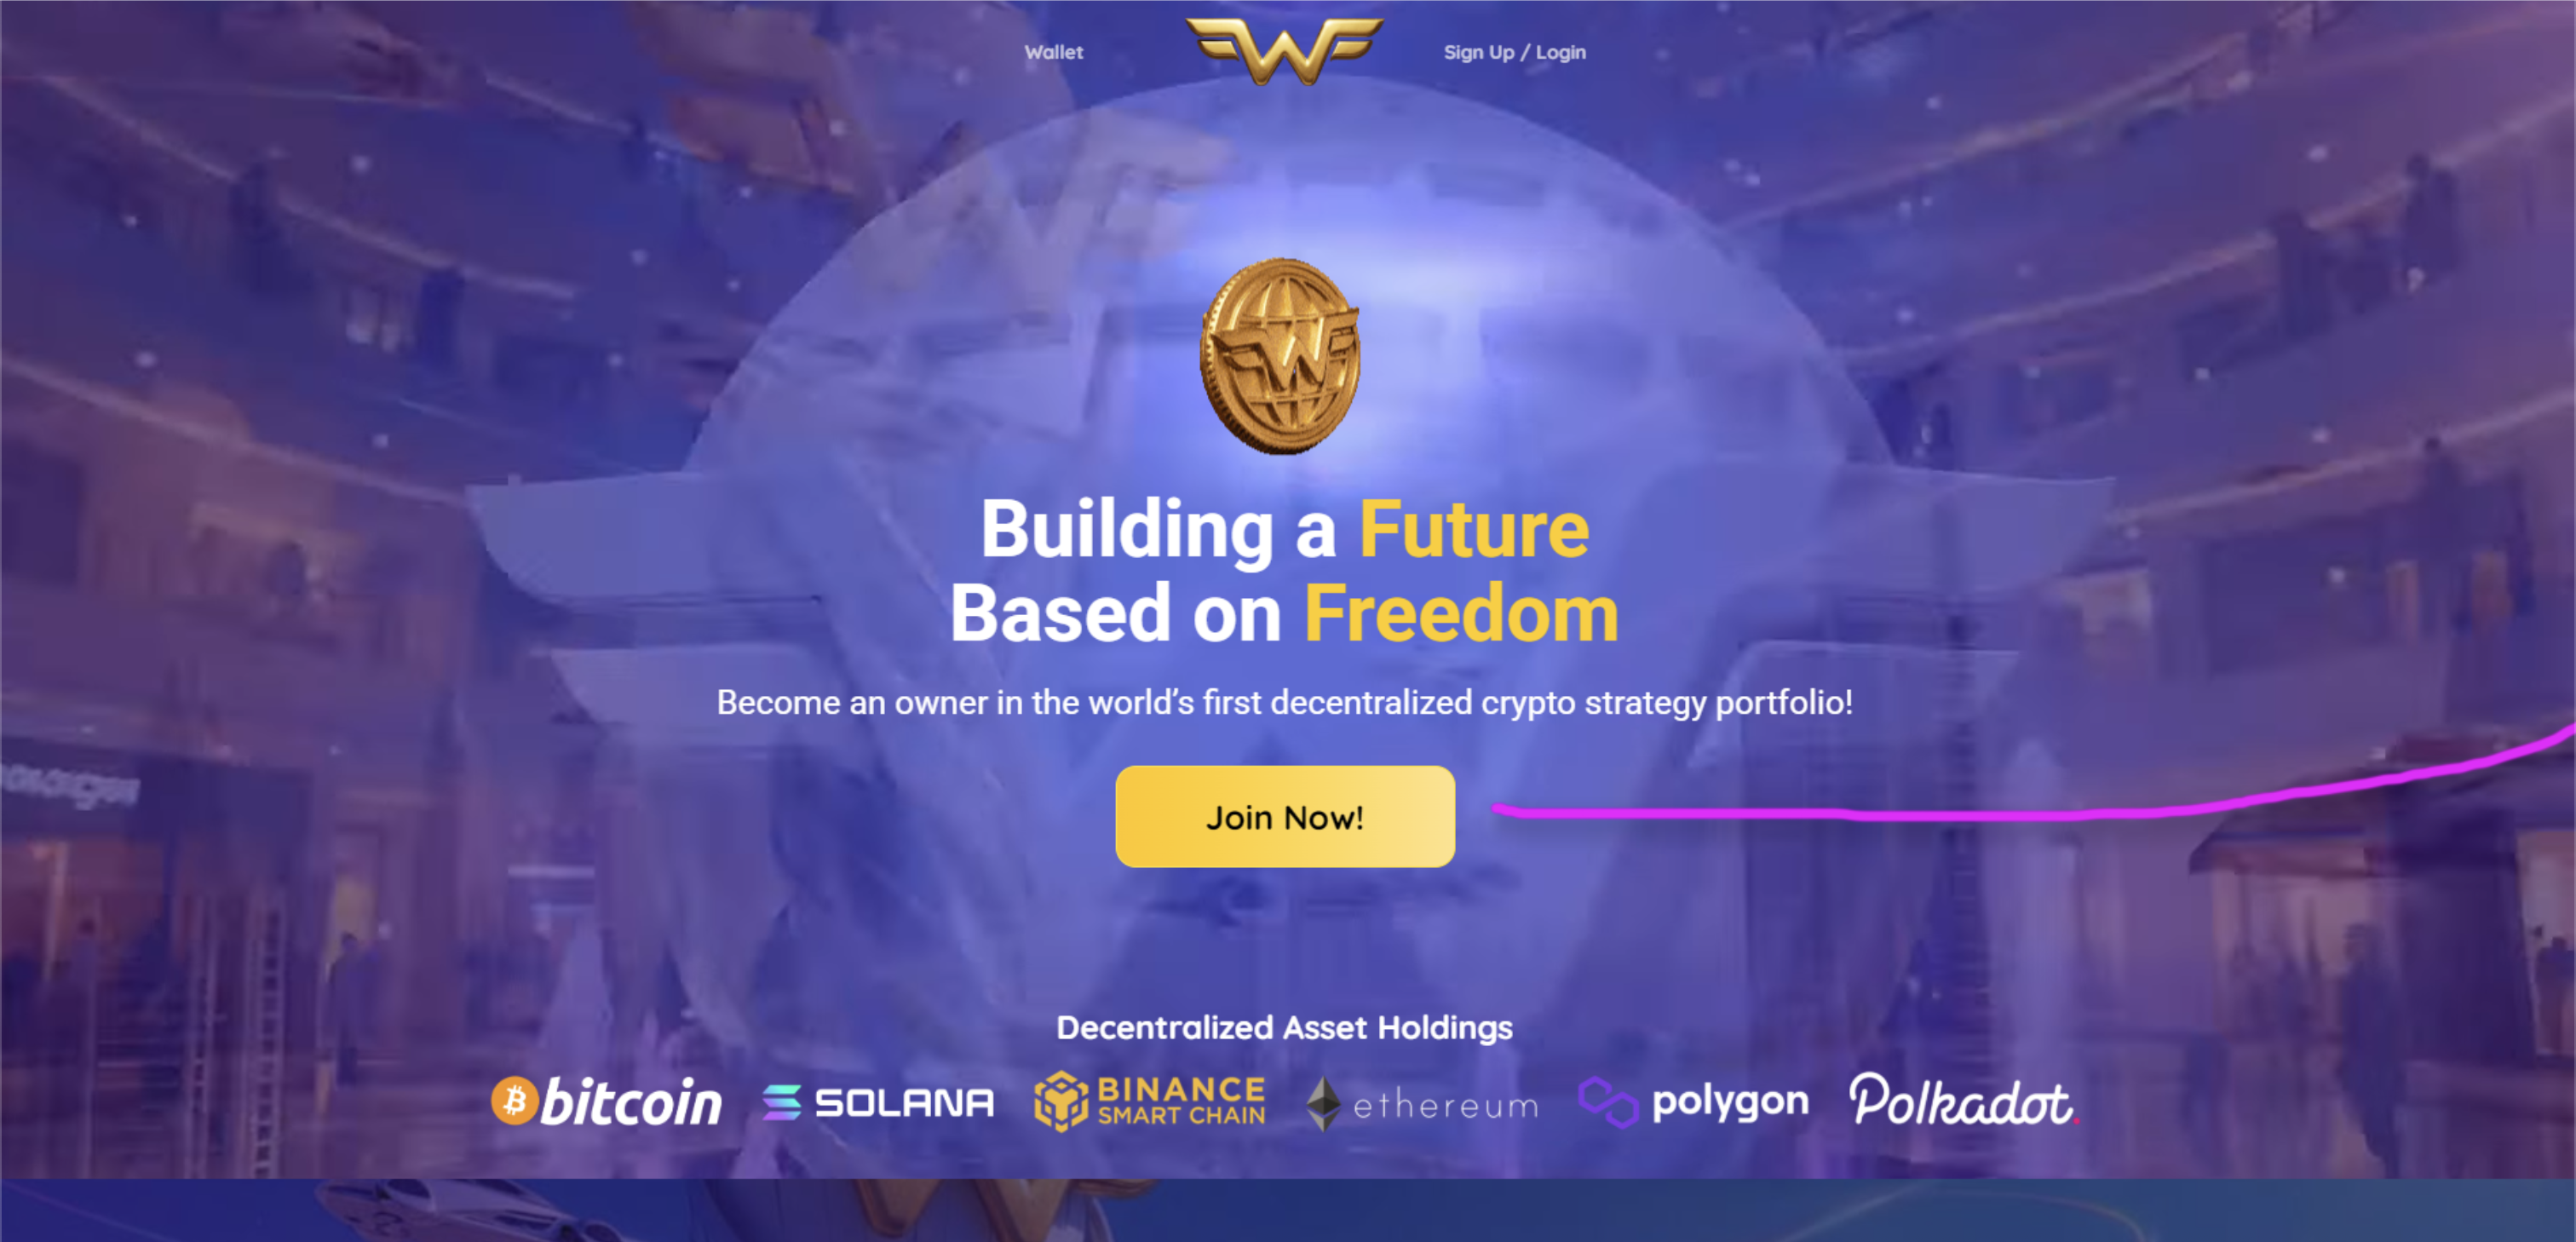 Wallet
W
Sign Up / Login
W
Building a Future
Based on Freedom
Become an owner in the world’s first decentralized crypto strategy portfolio!
Join Now!
Decentralized Asset Holdings
bitcoin
SOLANA
BINANCE
SMART CHAIN
ethereum
polygon
Polkadot.